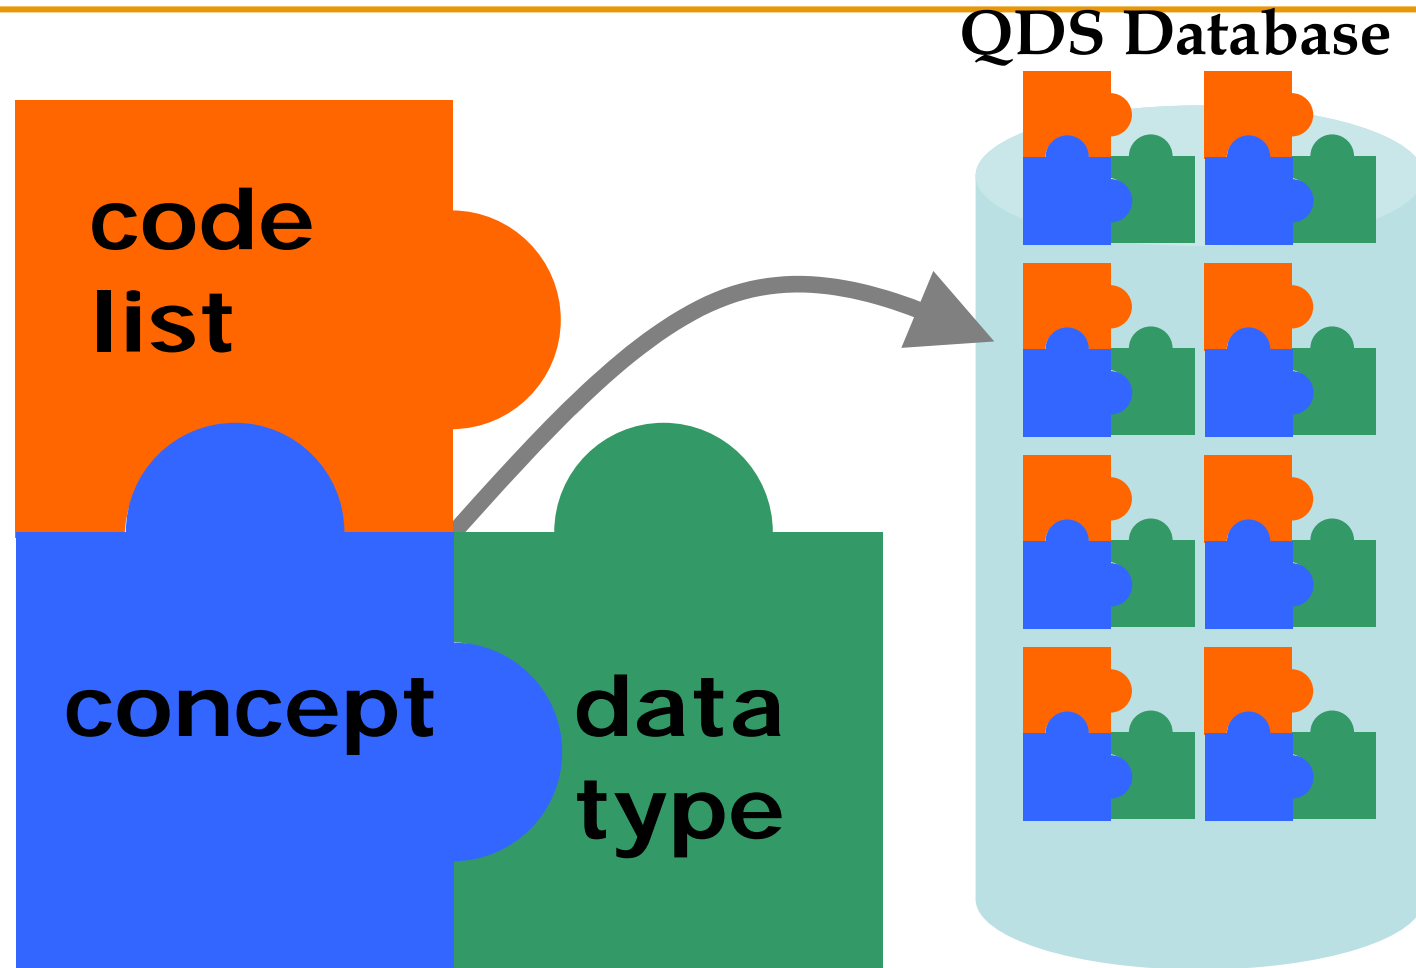 QDS Database
code
list
concept
data
type